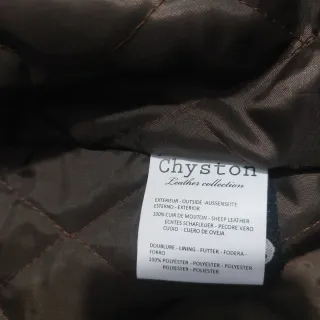 Chyston
Leather collection
EXTERIEUR - OUTSIDE - AUSSENSEITE:
ESTERNO - EXTERIOR:
100% CUIR DE MOUTON - SHEEP LEATHER
ECHTES SCHAFLEDER - PECORE VERO
CUOIO - CUERO DE OVEJA
DOUBLURE - LINING - FUTTER - FODERA -
FORRO
100% POLYESTER - POLYESTER - POLYESTER
POLYESTER - POLIESTER